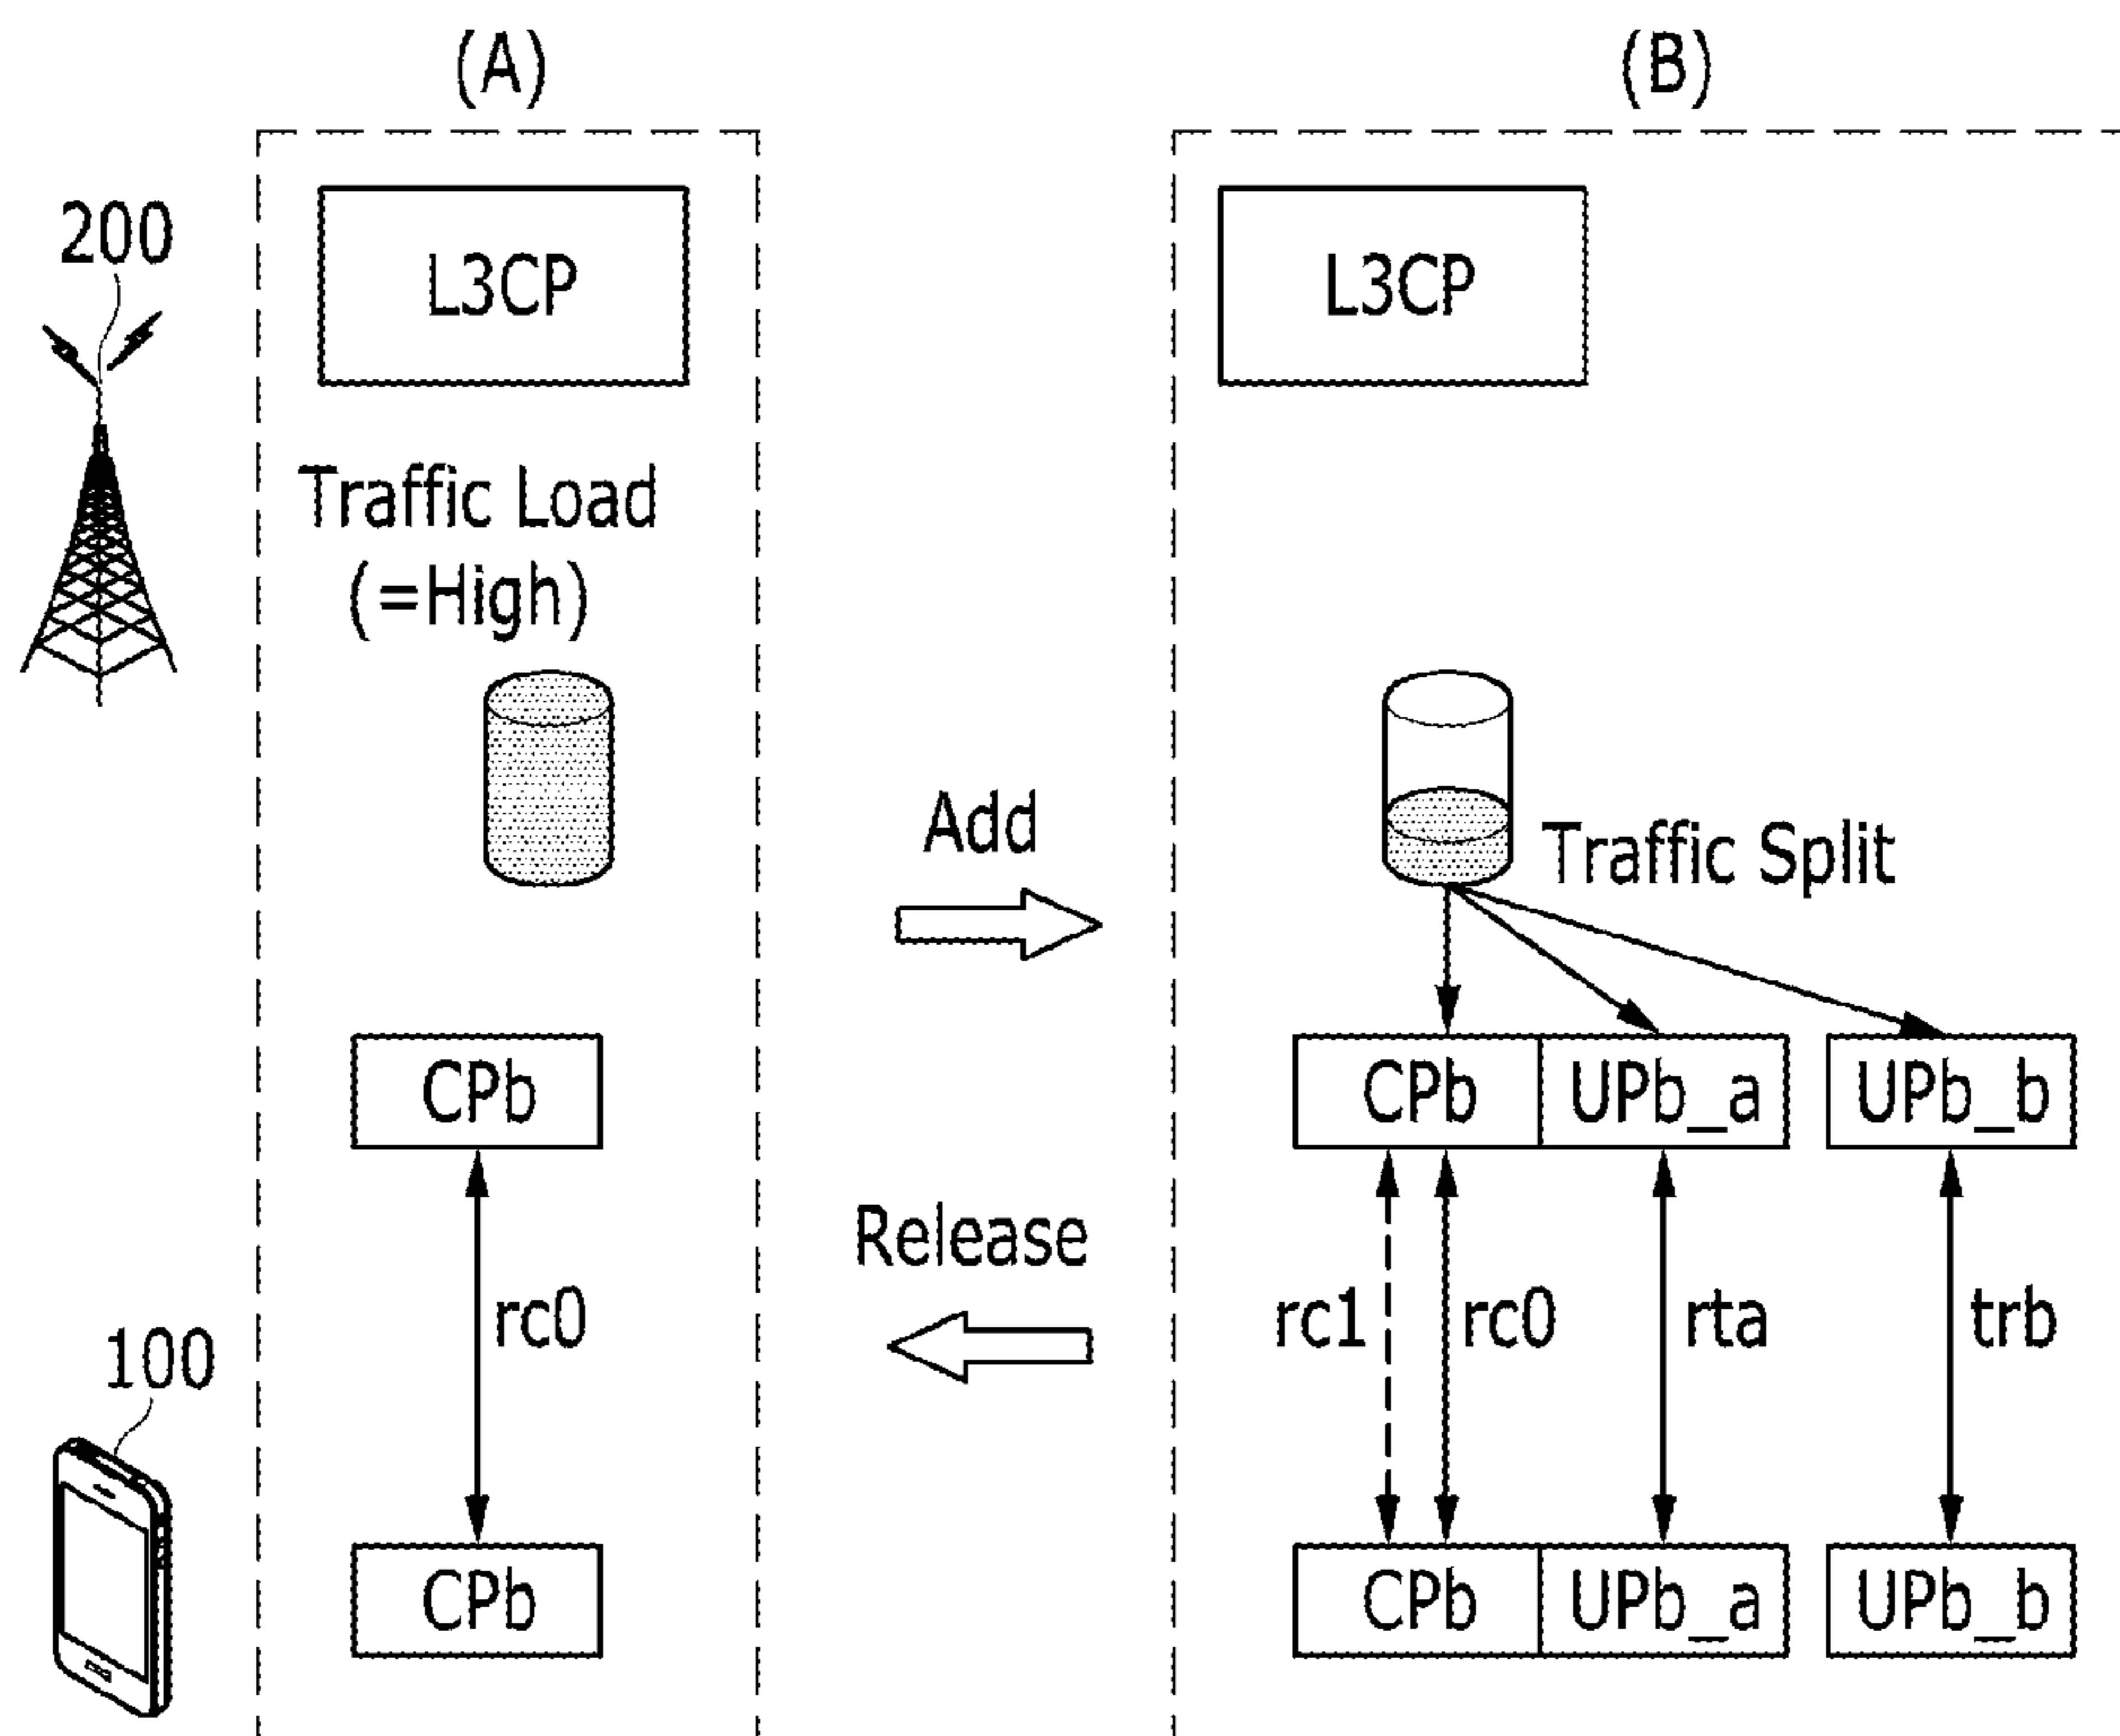 (A)
(B)
200
L3CP
L3CP
Traffic Load
(=High)
Add
Traffic Split
CPb
CPb
UPb_a
UPb_b
Release
rc0
rc1
rc0
rta
trb
100
CPb
CPb
UPb_a
UPb_b